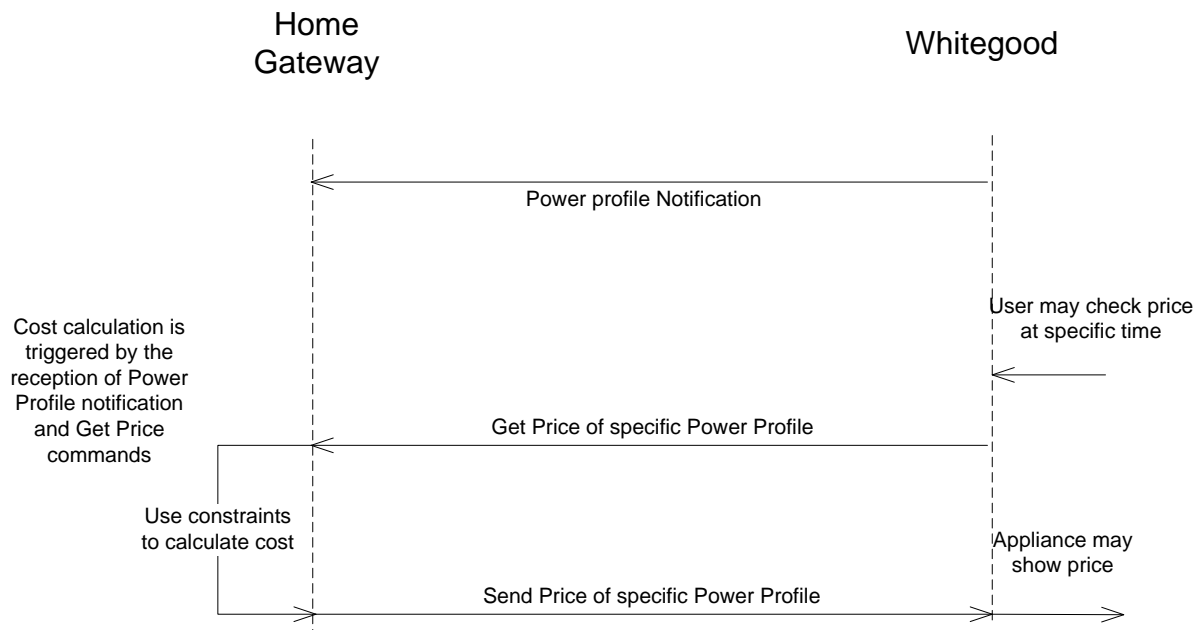 Home
Gateway
Whitegood
Power profile Notification
User may check price
at specific time
Cost calculation is
triggered by the
reception of Power
Profile notification
and Get Price
commands
Get Price of specific Power Profile
Use constraints
to calculate cost
Appliance may
show price
Send Price of specific Power Profile